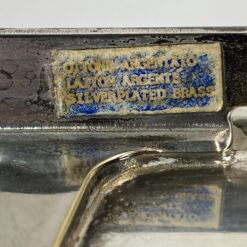 OTTONE ARGENTATO
LAITON ARGENTE
SILVERPLATED BRASS